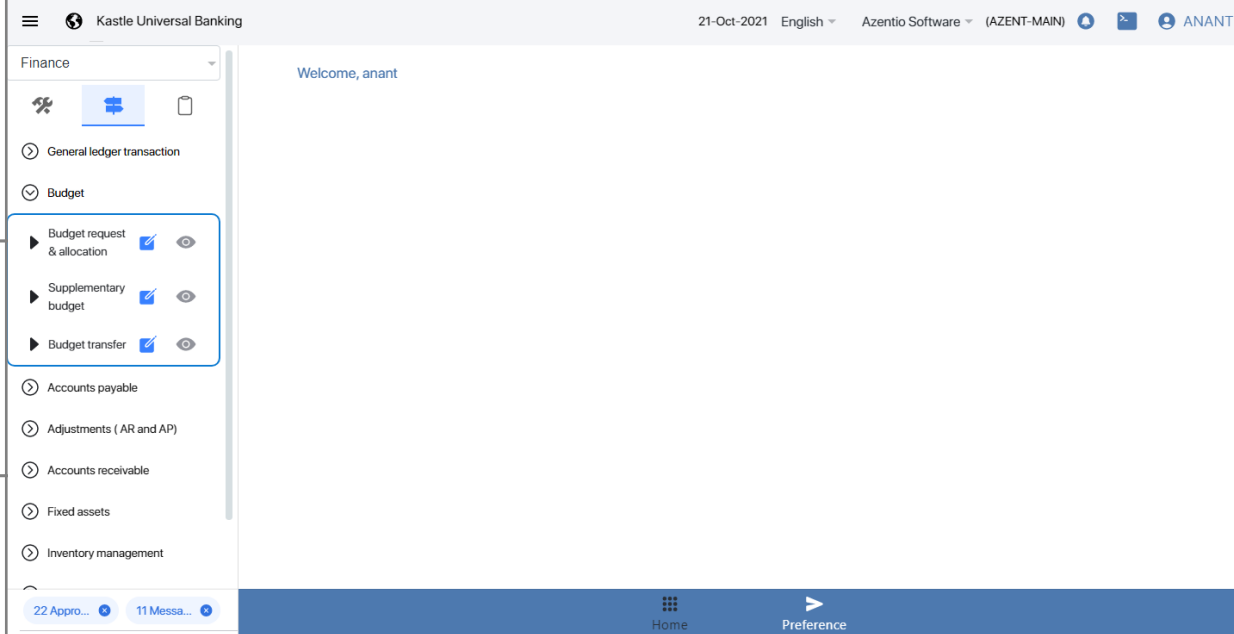 Kastle Universal Banking
21-Oct-2021 English Azentio Software (AZENT-MAIN) ANANT
Finance
Welcome, anant
General ledger transaction
Budget
Budget request
& allocation
Supplementary
budget
Budget transfer
Accounts payable
Adjustments ( AR and AP)
Accounts receivable
Fixed assets
Inventory management
22 Appro... 11 Messa...
Home Preference